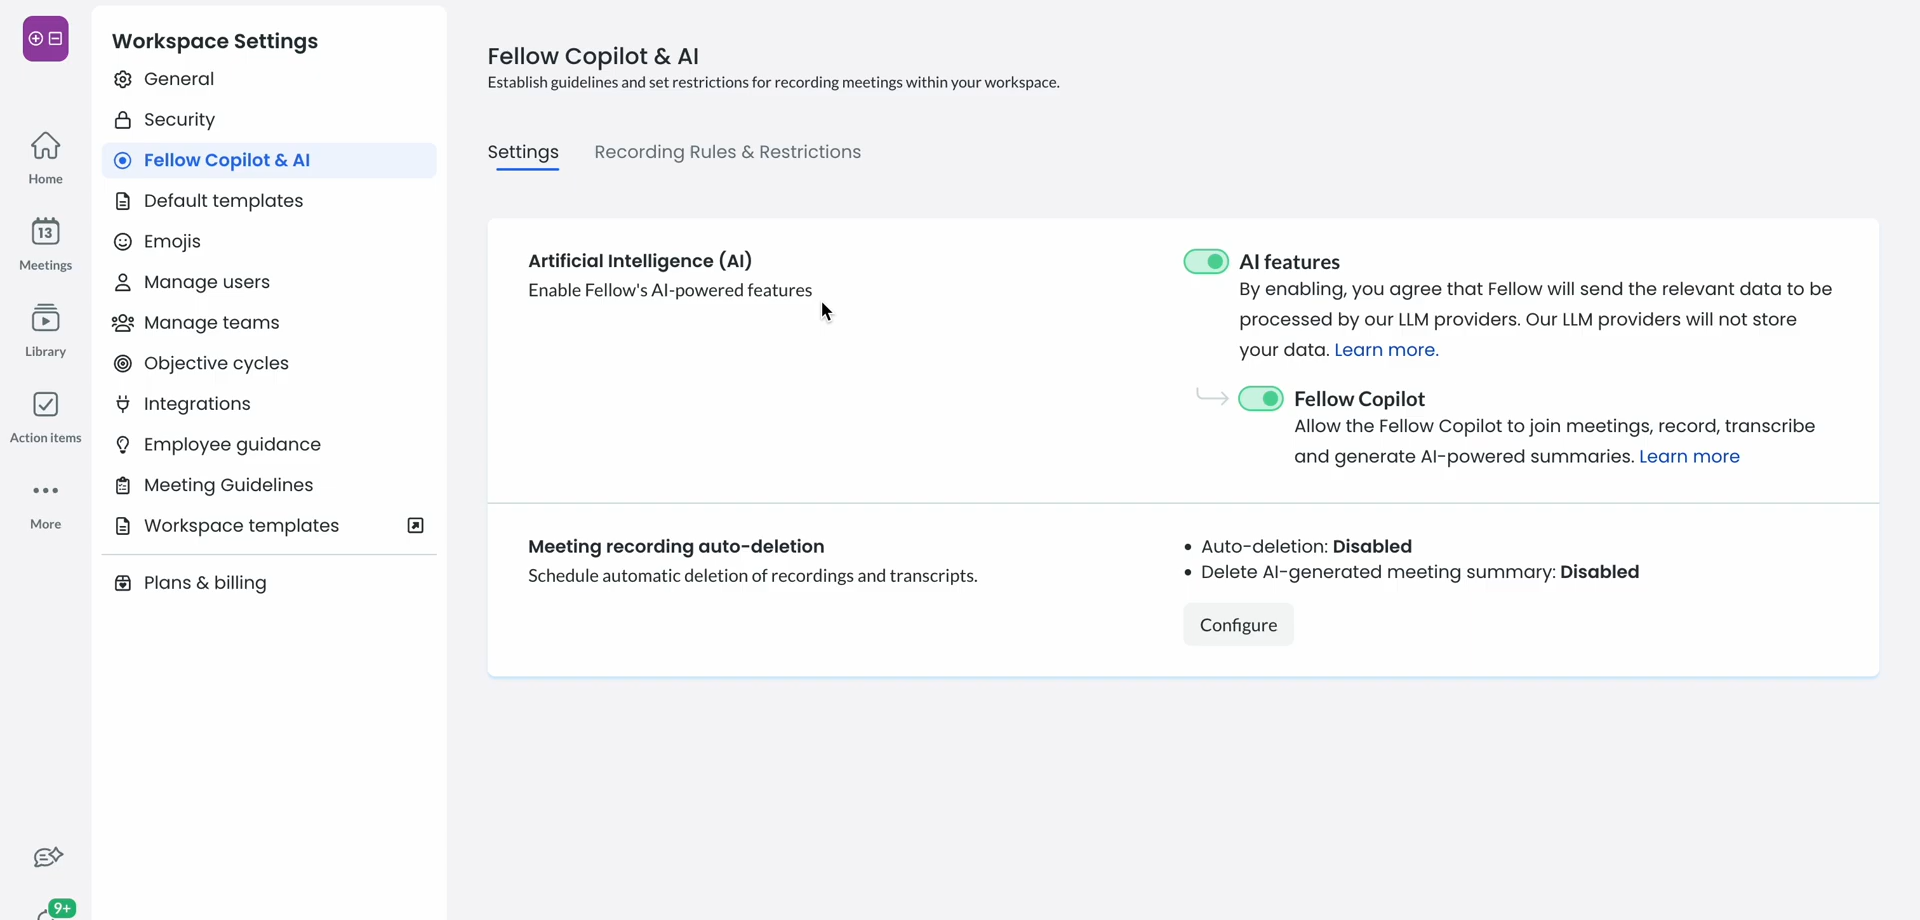 Workspace Settings
General
Security
Fellow Copilot & AI
Default templates
Emojis
Manage users
Manage teams
Objective cycles
Integrations
Employee guidance
Meeting Guidelines
Workspace templates
Plans & billing
Home
13
Meetings
Library
Action items
More
9+
Fellow Copilot & AI
Establish guidelines and set restrictions for recording meetings within your workspace.
Settings
Recording Rules & Restrictions
Artificial Intelligence (AI)
Enable Fellow's AI-powered features
AI features
By enabling, you agree that Fellow will send the relevant data to be
processed by our LLM providers. Our LLM providers will not store
your data. Learn more.
Fellow Copilot
Allow the Fellow Copilot to join meetings, record, transcribe
and generate AI-powered summaries. Learn more
Meeting recording auto-deletion
Schedule automatic deletion of recordings and transcripts.
• Auto-deletion: Disabled
• Delete AI-generated meeting summary: Disabled
Configure